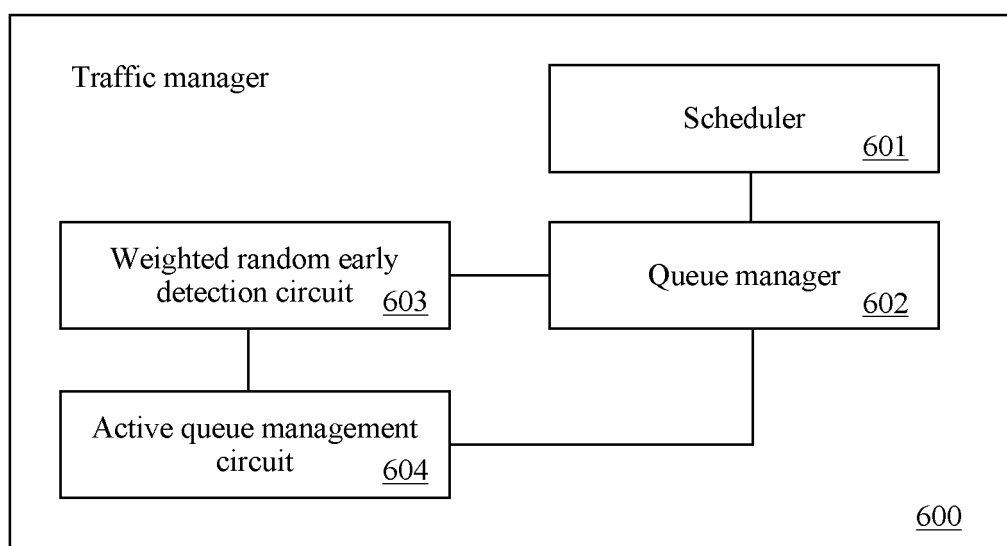 Traffic manager
Scheduler
601
Weighted random early
detection circuit
603
Queue manager
602
Active queue management
circuit
604
600